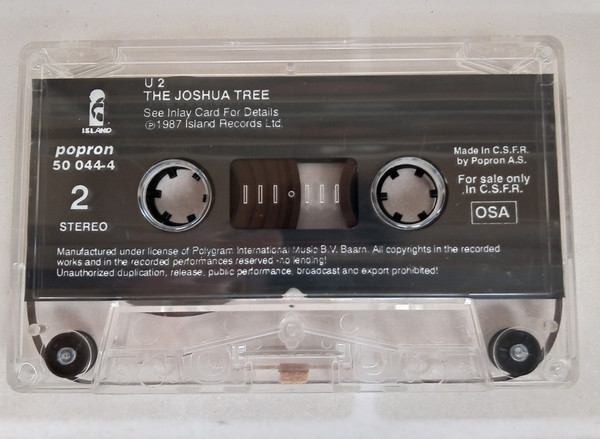 U 2
THE JOSHUA TREE
See Inlay Card For Details
℗1987 Island Records Ltd.
ISLAND
popron
50 044-4
2
STEREO
Made In C.S.F.R.
by Popron A.S.
For sale only
in C.S.F.R.
OSA
Manufactured under license of Polygram International Music B.V. Baarn. All copyrights in the recorded
works and in the recorded performances reserved -no lending!
Unauthorized duplication, release, public performance, broadcast and export prohibited!